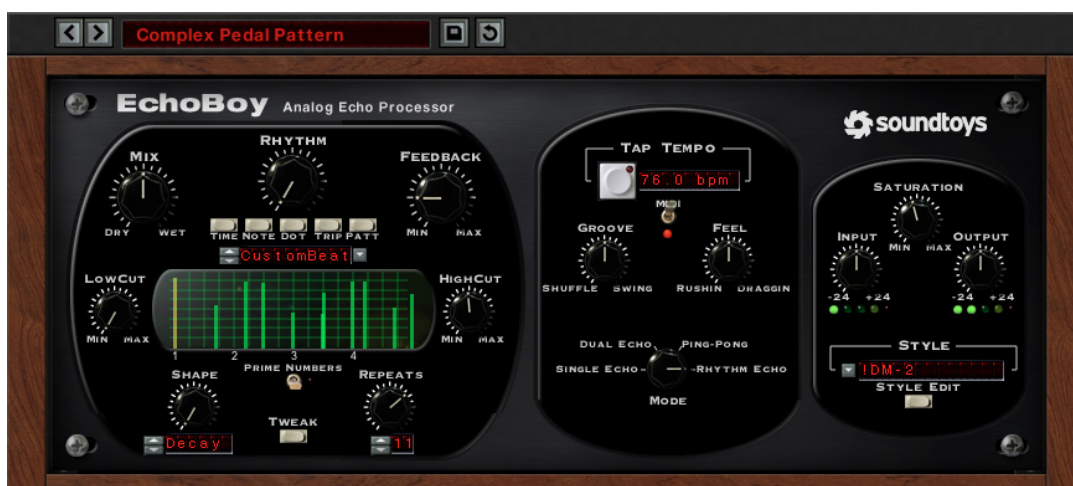 Complex Pedal Pattern
EchoBoy Analog Echo Processor
soundtoys
MIX
DRY WET
RHYTHM
FEEDBACK
MIN MAX
TIME NOTE DOT TRIP PATT
CustomBeat
LOWCUT
MIN MAX
HIGHCUT
MIN MAX
1 2 3 4
SHAPE
Decay
PRIME NUMBERS
TWEAK
REPEATS
11
TAP TEMPO
76.0 bpm
MIDI
GROOVE
SHUFFLE SWING
FEEL
RUSHIN DRAGGIN
DUAL ECHO PING-PONG
SINGLE ECHO RHYTHM ECHO
MODE
SATURATION
MIN MAX
INPUT
-24 +24
OUTPUT
-24 +24
STYLE
!DM-2
STYLE EDIT